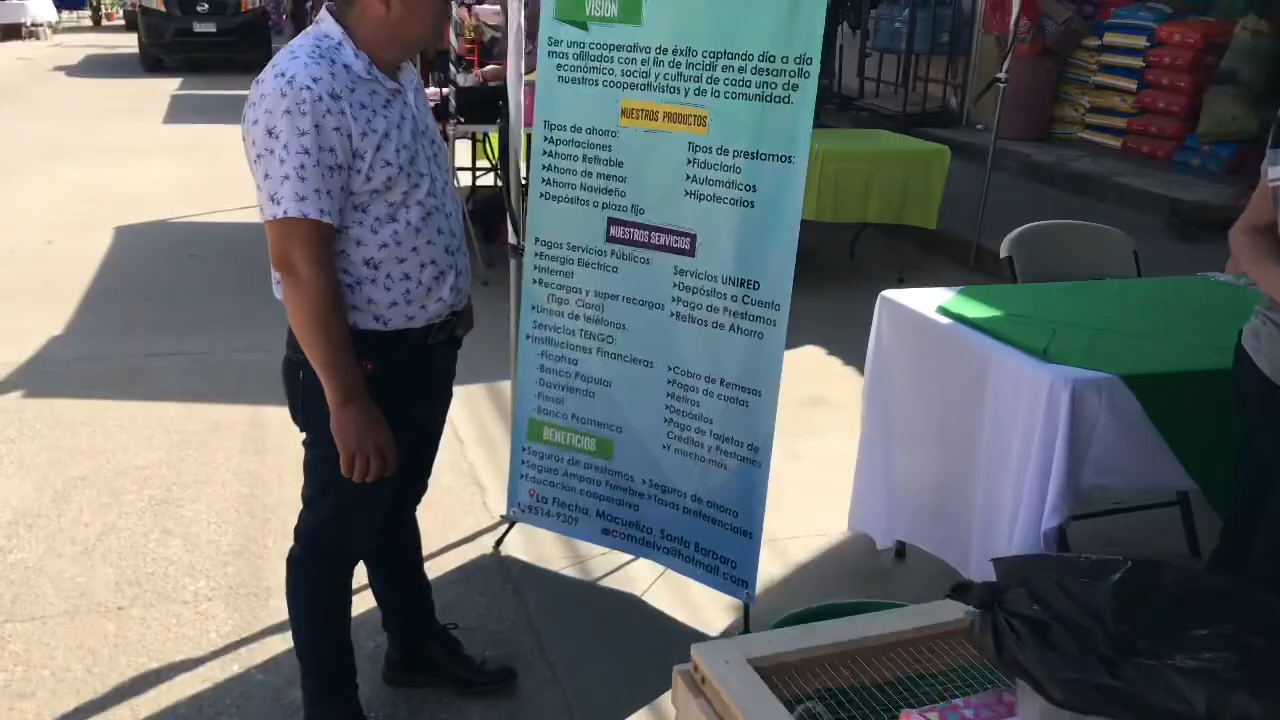 VISIÓN
Ser una cooperativa de éxito captando día a día
mas afiliados con el fin de incidir en el desarrollo
económico, social y cultural de cada uno de
nuestros cooperativistas y de la comunidad.
NUESTROS PRODUCTOS
Tipos de ahorro:
➤Aportaciones
➤Ahorro Retirable
➤Ahorro de menor
➤Ahorro Navideño
➤Depósitos a plazo fijo
Tipos de prestamos:
➤Fiduciario
➤Automáticos
➤Hipotecarios
NUESTROS SERVICIOS
Pagos Servicios Públicos:
➤Energia Eléctrica
➤Internet
➤Recargas y super recargas
(Tigo, Claro)
➤Lineas de teléfonos.
Servicios UNIRED
➤Depósitos a Cuenta
➤Pago de Prestamos
➤Retiros de Ahorro
Servicios TENGO:
➤Instituciones Financieras
-Ficohsa
-Banco Popular
-Davivienda
-Finsol
-Banco Promerica
➤Cobro de Remesas
➤Pagos de cuotas
➤Retiros
➤Depósitos
➤Pago de Tarjetas de
Créditos y Prestamos
➤Y mucho más.
BENEFICIOS
➤Seguros de prestamos
➤Seguro Amparo Funebre
➤Educación cooperativa
➤Seguros de ahorro
➤Tasas preferenciales
La Flecha, Macuelizo, Santa Barbara
9514-9309
comdelva@hotmail.com